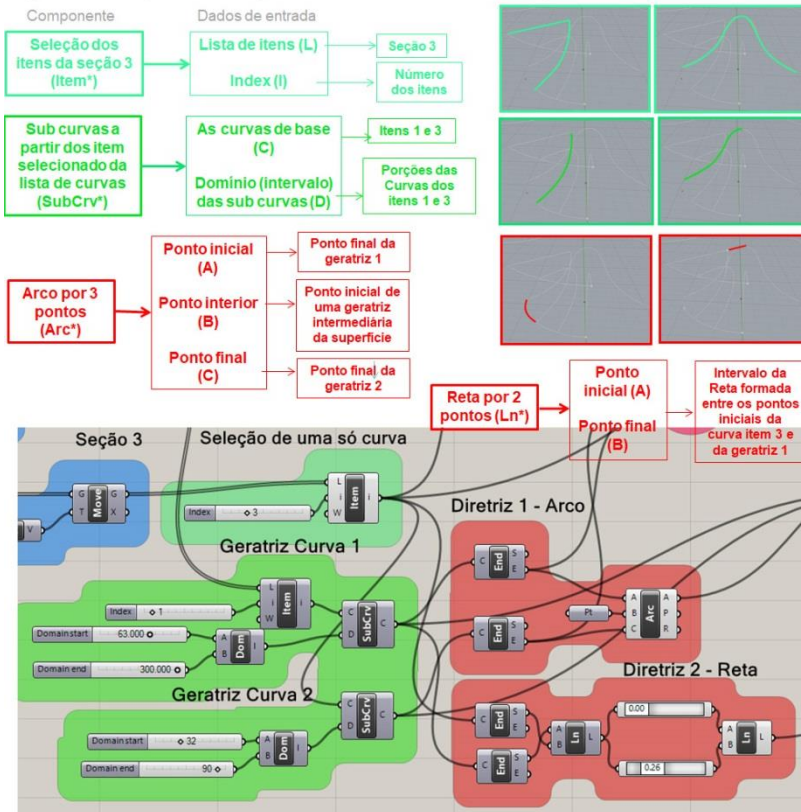 Componente
Dados de entrada
Seleção dos
itens da seção 3
(Item*)
Lista de itens (L)
Index (I)
Seção 3
Número
dos itens
Sub curvas a
partir dos item
selecionado da
lista de curvas
(SubCrv*)
As curvas de base
(C)
Domínio (intervalo)
das sub curvas (D)
Itens 1 e 3
Porções das
Curvas dos
itens 1 e 3
Arco por 3
pontos
(Arc*)
Ponto inicial
(A)
Ponto interior
(B)
Ponto final
(C)
Ponto final da
geratriz 1
Ponto inicial de
uma geratriz
intermediária
da superfície
Ponto final da
geratriz 2
Reta por 2
pontos (Ln*)
Ponto
inicial (A)
Ponto final
(B)
Intervalo da
Reta formada
entre os pontos
iniciais da
curva item 3 e
da geratriz 1
Seção 3
V
G
T
Move
G
X
Seleção de uma só curva
Index
3
L
i
W
Item
i
Geratriz Curva 1
Index
1
L
i
W
Item
i
Domain start
63.000
Domain end
300.000
A
B
Dom
I
C
D
SubCrv
C
Geratriz Curva 2
Domain start
32
Domain end
90
A
B
Dom
I
C
D
SubCrv
C
Diretriz 1 - Arco
C
End
S
E
C
End
S
E
Pt
A
B
C
Arc
A
P
R
Diretriz 2 - Reta
C
End
S
E
C
End
S
E
A
B
Ln
L
0.00
0.26
A
B
Ln
L